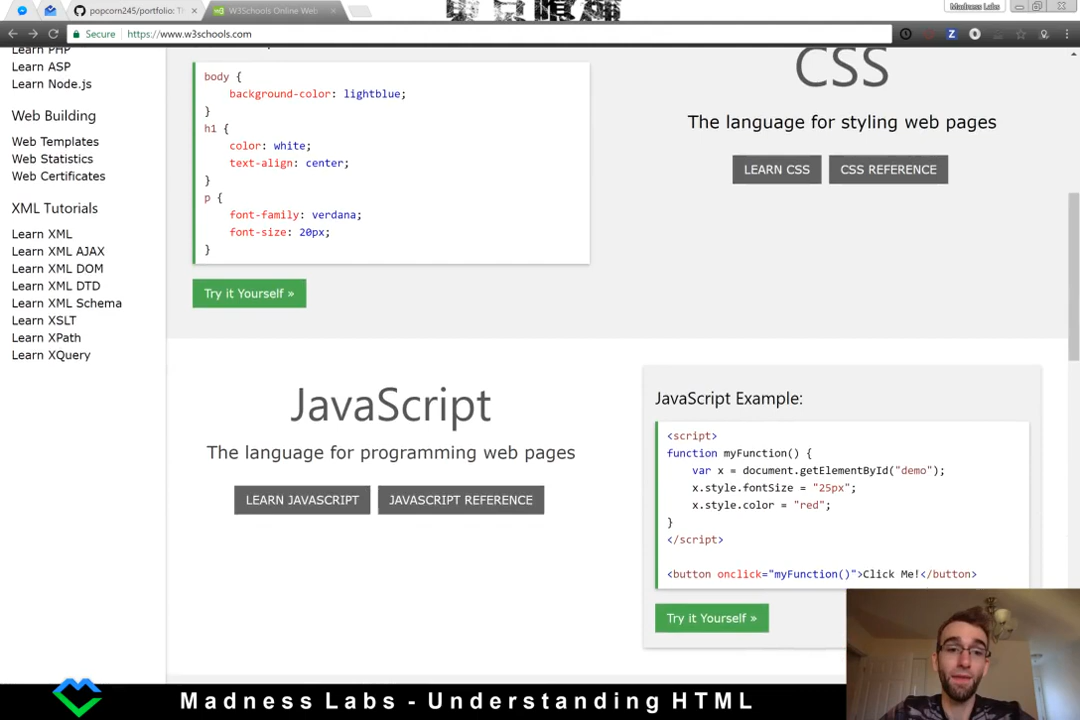 popcorn245/portfolio: Th
W3Schools Online Web
Madness Labs
Secure
https://www.w3schools.com
Learn PHP
Learn ASP
Learn Node.js
Web Building
Web Templates
Web Statistics
Web Certificates
XML Tutorials
Learn XML
Learn XML AJAX
Learn XML DOM
Learn XML DTD
Learn XML Schema
Learn XSLT
Learn XPath
Learn XQuery
body {
background-color: lightblue;
}
h1 {
color: white;
text-align: center;
}
p {
font-family: verdana;
font-size: 20px;
}
Try it Yourself »
CSS
The language for styling web pages
LEARN CSS
CSS REFERENCE
JavaScript
The language for programming web pages
LEARN JAVASCRIPT
JAVASCRIPT REFERENCE
JavaScript Example:
<script>
function myFunction() {
var x = document.getElementById("demo");
x.style.fontSize = "25px";
x.style.color = "red";
}
</script>
<button onclick="myFunction()">Click Me!</button>
Try it Yourself »
Madness Labs - Understanding HTML